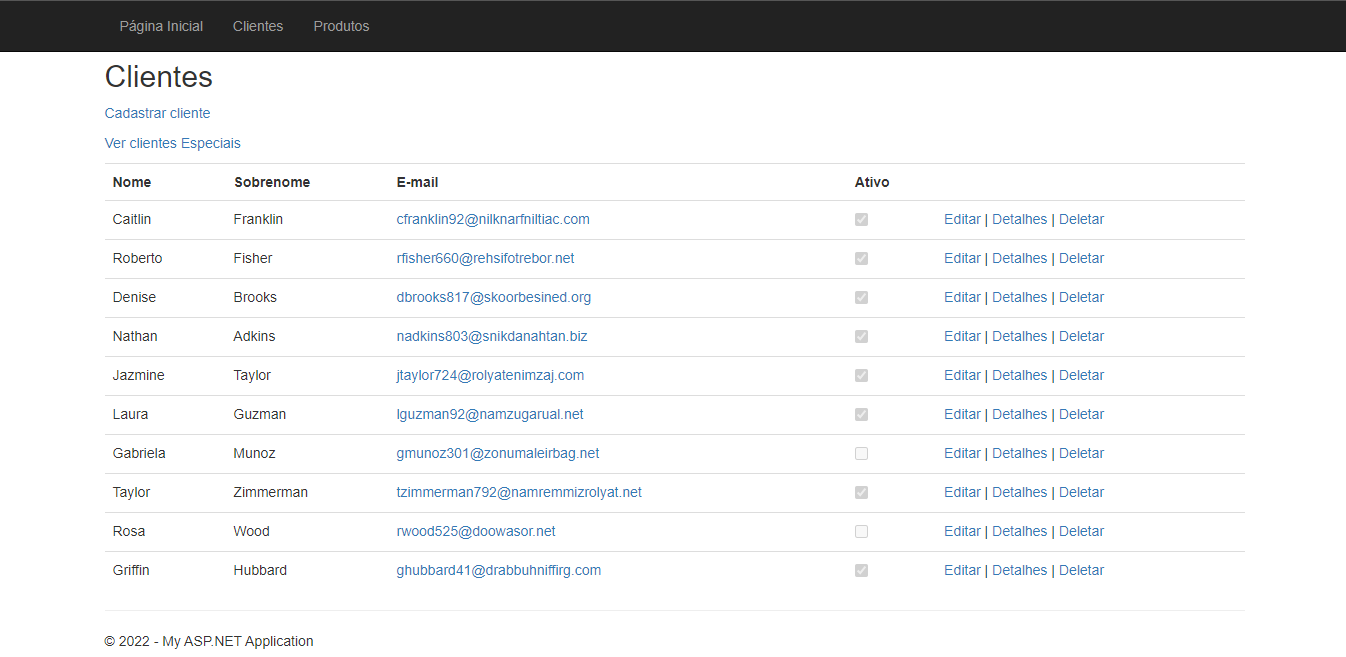 Página Inicial Clientes Produtos
Clientes
Cadastrar cliente
Ver clientes Especiais
Nome Sobrenome E-mail Ativo
Caitlin Franklin cfranklin92@nilknarfniltiac.com Editar | Detalhes | Deletar
Roberto Fisher rfisher660@rehsifotrebor.net Editar | Detalhes | Deletar
Denise Brooks dbrooks817@skoorbesined.org Editar | Detalhes | Deletar
Nathan Adkins nadkins803@snikdanahtan.biz Editar | Detalhes | Deletar
Jazmine Taylor jtaylor724@rolyatenimzaj.com Editar | Detalhes | Deletar
Laura Guzman lguzman92@namzugarual.net Editar | Detalhes | Deletar
Gabriela Munoz gmunoz301@zonumaleirbag.net Editar | Detalhes | Deletar
Taylor Zimmerman tzimmerman792@namremmizrolyat.net Editar | Detalhes | Deletar
Rosa Wood rwood525@doowasor.net Editar | Detalhes | Deletar
Griffin Hubbard ghubbard41@drabbuhniffirg.com Editar | Detalhes | Deletar
© 2022 - My ASP.NET Application